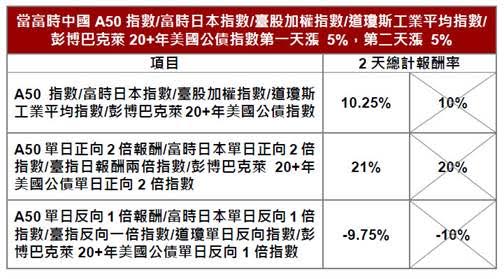 當富時中國 A50 指數/富時日本指數/臺股加權指數/道瓊斯工業平均指數/
彭博巴克萊 20+年美國公債指數第一天漲 5%，第二天漲 5%
項目
2 天總計報酬率
A50 指數/富時日本指數/臺股加權指數/道瓊斯
工業平均指數/彭博巴克萊 20+年美國公債指數
10.25%
10%
A50 單日正向 2 倍報酬/富時日本單日正向 2 倍
指數/臺指日報酬兩倍指數/彭博巴克萊 20+年
美國公債單日正向 2 倍指數
21%
20%
A50 單日反向 1 倍報酬/富時日本單日反向 1 倍
指數/臺指反向一倍指數/道瓊單日反向指數/彭
博巴克萊 20+年美國公債單日反向 1 倍指數
-9.75%
-10%